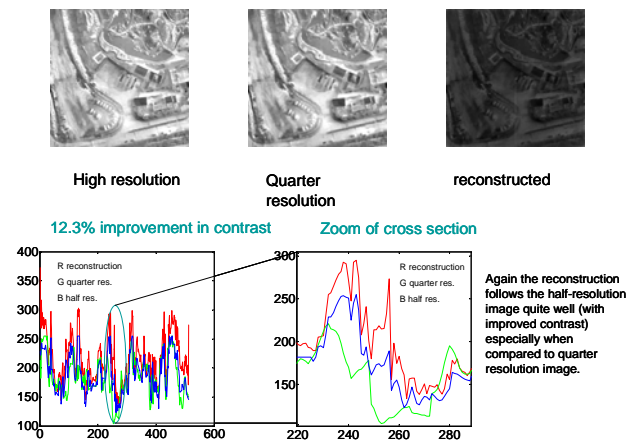 High resolution
Quarter
resolution
reconstructed
12.3% improvement in contrast
Zoom of cross section
400
350
300
250
200
150
100
0
200
400
600
R reconstruction
G quarter res.
B half res.
300
250
200
150
220
240
260
280
R reconstruction
G quarter res.
B half res.
Again the reconstruction
follows the half-resolution
image quite well (with
improved contrast)
especially when
compared to quarter
resolution image.